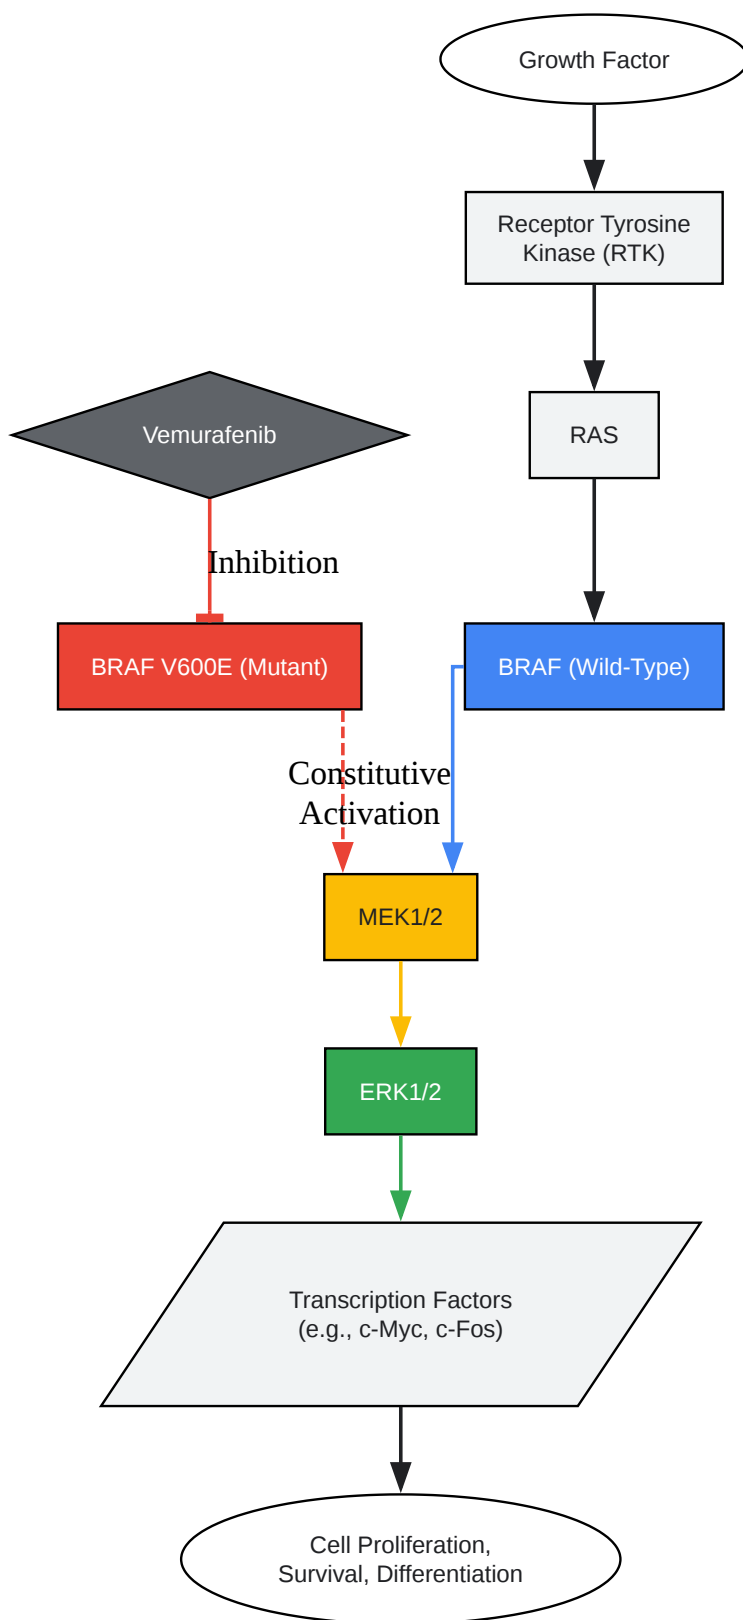 Growth Factor
Receptor Tyrosine
Kinase (RTK)
Vemurafenib
RAS
Inhibition
BRAF V600E (Mutant)
BRAF (Wild-Type)
Constitutive
Activation
MEK1/2
ERK1/2
Transcription Factors
(e.g., c-Myc, c-Fos)
Cell Proliferation,
Survival, Differentiation